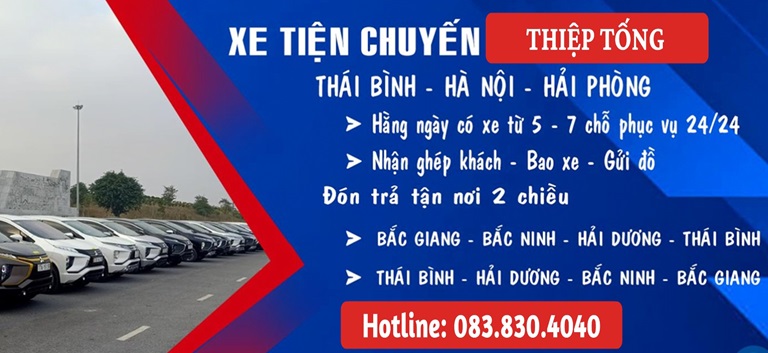 XE TIỆN CHUYẾN THIỆP TỐNG
THÁI BÌNH - HÀ NỘI - HẢI PHÒNG
➤ Hằng ngày có xe từ 5 - 7 chỗ phục vụ 24/24
➤ Nhận ghép khách - Bao xe - Gửi đồ
Đón trả tận nơi 2 chiều
➤ BẮC GIANG - BẮC NINH - HẢI DƯƠNG - THÁI BÌNH
➤ THÁI BÌNH - HẢI DƯƠNG - BẮC NINH - BẮC GIANG
Hotline: 083.830.4040